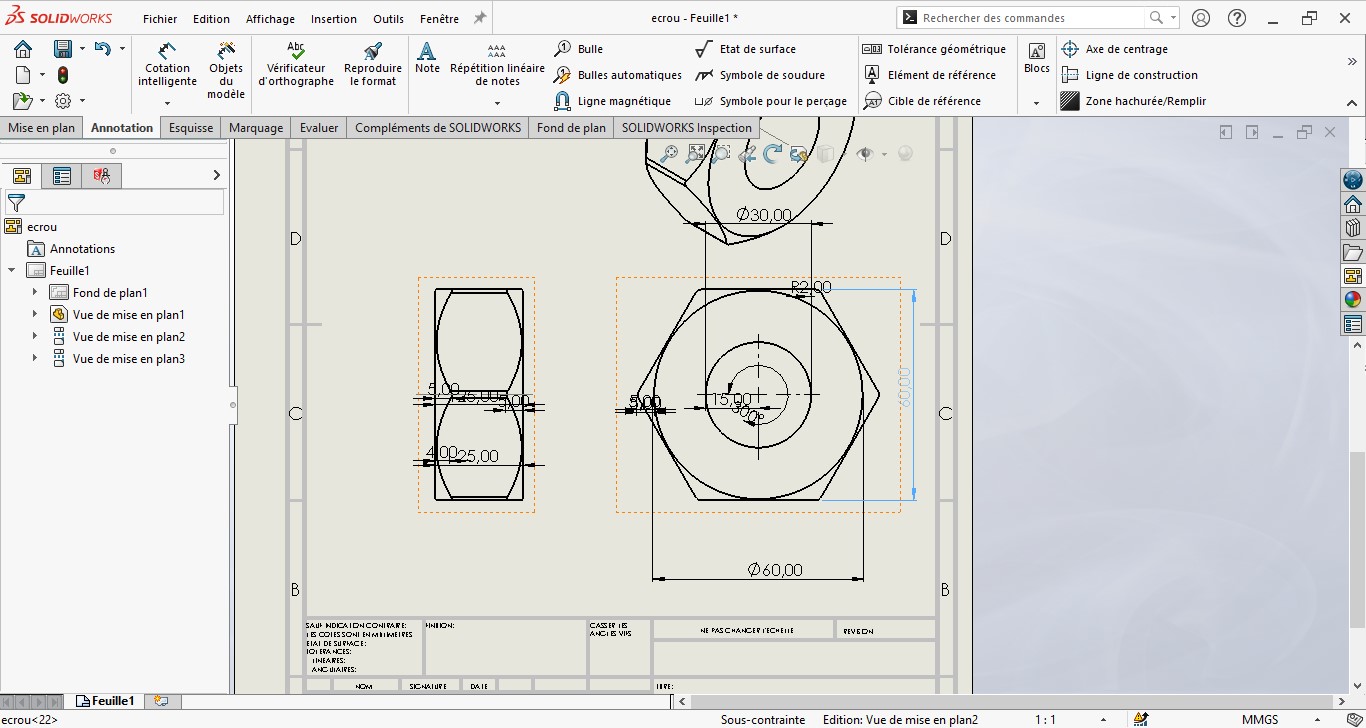 SOLIDWORKS
Fichier Edition Affichage Insertion Outils Fenêtre
ecrou - Feuille1 *
Rechercher des commandes
Cotation intelligente
Objets du modèle
Abc
Vérificateur d'orthographe
Reproduire le format
A
Note
Répétition linéaire de notes
Bulle
Bulles automatiques
Ligne magnétique
Etat de surface
Symbole de soudure
Symbole pour le perçage
Tolérance géométrique
Elément de référence
Cible de référence
Blocs
Axe de centrage
Ligne de construction
Zone hachurée/Remplir
Mise en plan Annotation Esquisse Marquage Evaluer Compléments de SOLIDWORKS Fond de plan SOLIDWORKS Inspection
ecrou
Annotations
Feuille1
Fond de plan1
Vue de mise en plan1
Vue de mise en plan2
Vue de mise en plan3
D
D
Ø30,00
R2,00
60,00
5,00
25,00
5,00
5,00
15,00
C
C
4,00
25,00
Ø60,00
B
B
SAUF INDICATION CONTRAIRE:
LES COTES SONT EN MILLIMETRES
ETAT DE SURFACE:
TOLERANCES:
LINEAIRES:
ANGULAIRES:
FINITION:
CASSER LES
ANGLES VIFS
NE PAS CHANGER L'ECHELLE
REVISION
NOM
SIGNATURE
DATE
TITRE:
Feuille1
ecrou<22>
Sous-contrainte
Edition: Vue de mise en plan2
1 : 1
MMGS